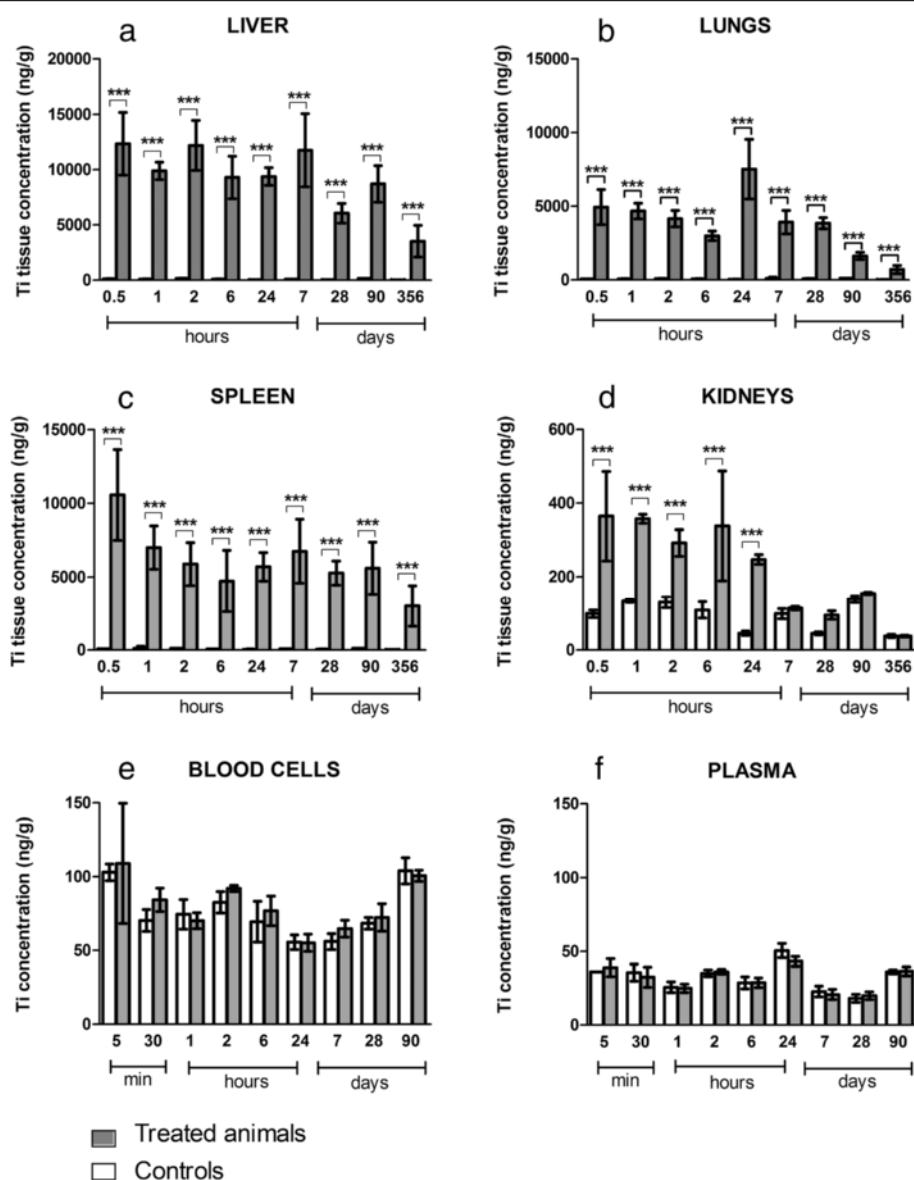 a LIVER
Ti tissue concentration (ng/g)
20000
15000
10000
5000
0
*** *** *** *** *** *** *** *** ***
0.5 1 2 6 24 7 28 90 356
hours days
b LUNGS
Ti tissue concentration (ng/g)
15000
10000
5000
0
*** *** *** *** *** *** *** *** ***
0.5 1 2 6 24 7 28 90 356
hours days
c SPLEEN
Ti tissue concentration (ng/g)
15000
10000
5000
0
*** *** *** *** *** *** *** *** ***
0.5 1 2 6 24 7 28 90 356
hours days
d KIDNEYS
Ti tissue concentration (ng/g)
600
400
200
0
*** *** *** *** ***
0.5 1 2 6 24 7 28 90 356
hours days
e BLOOD CELLS
Ti concentration (ng/g)
150
100
50
0
5 30 1 2 6 24 7 28 90
min hours days
f PLASMA
Ti concentration (ng/g)
150
100
50
0
5 30 1 2 6 24 7 28 90
min hours days
Treated animals
Controls